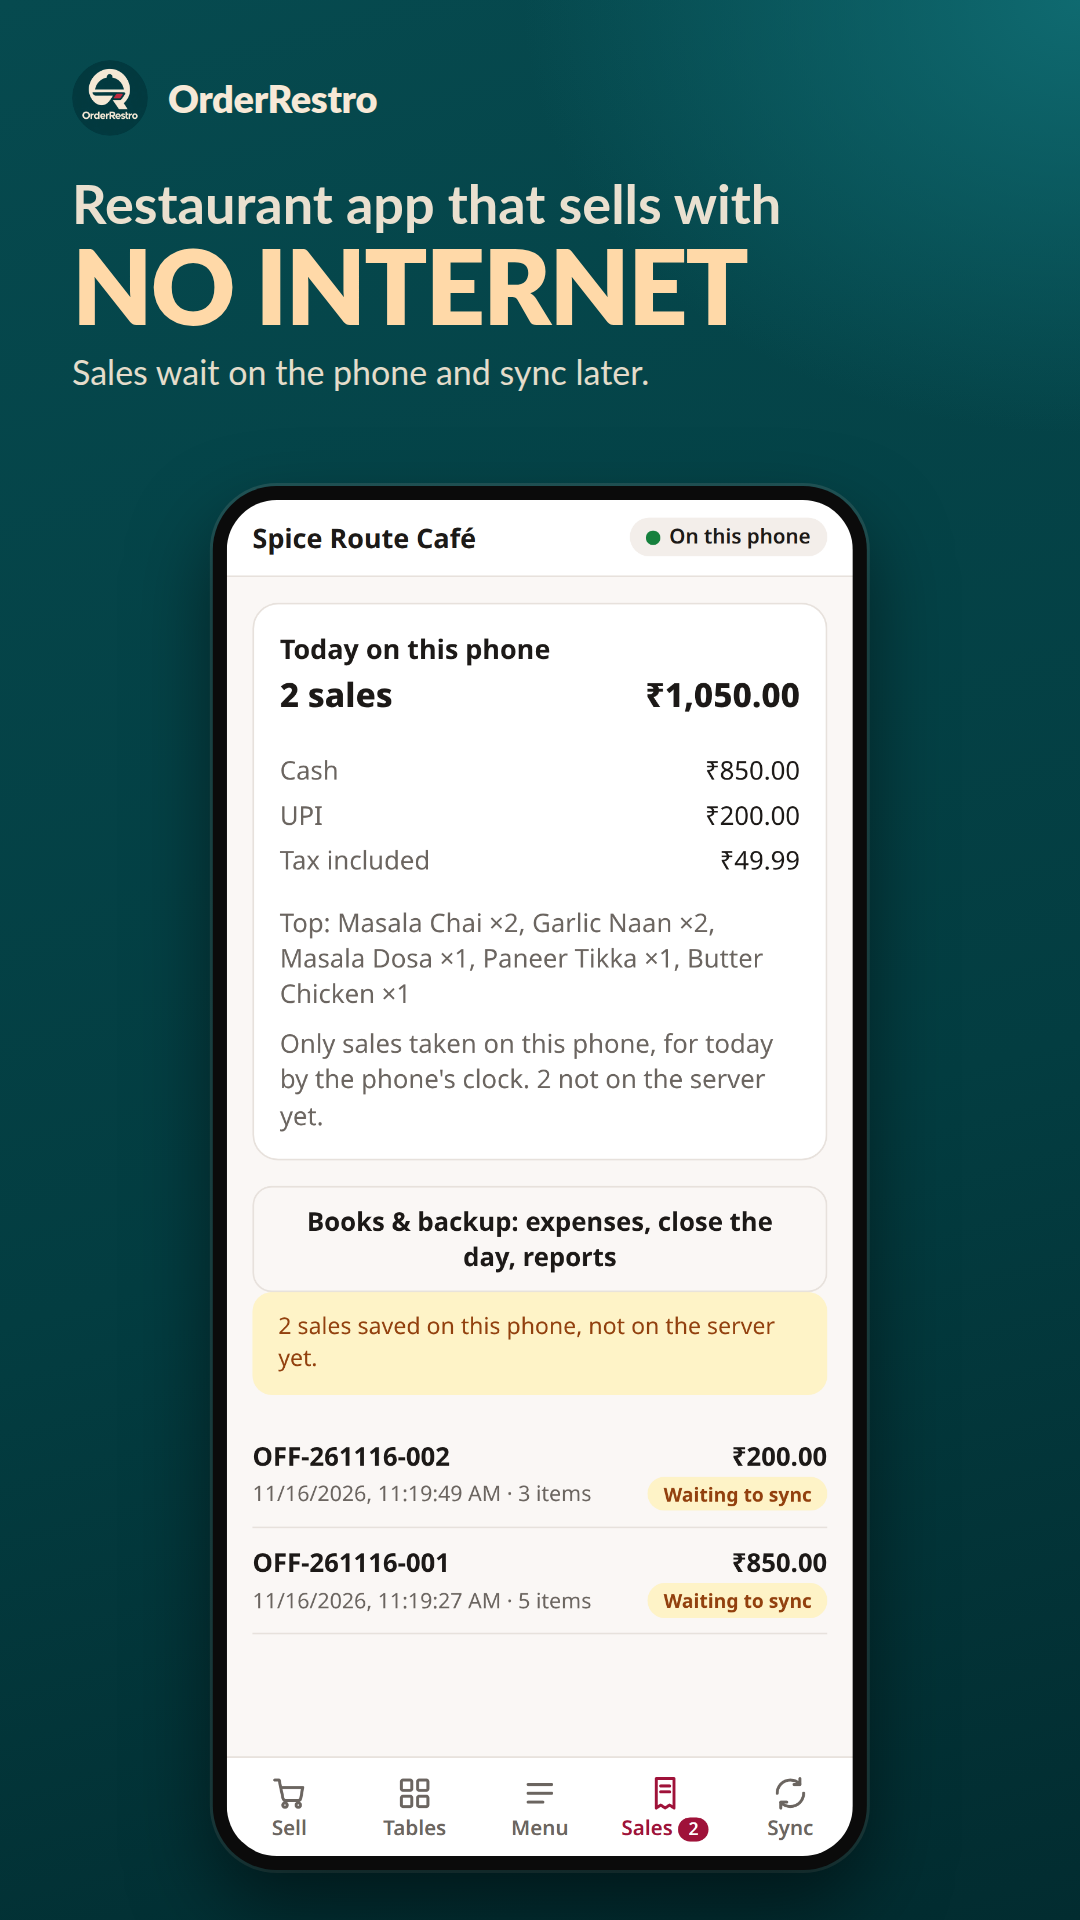 OrderRestro
OrderRestro
Restaurant app that sells with
NO INTERNET
Sales wait on the phone and sync later.
Spice Route Café
On this phone
Today on this phone
2 sales ₹1,050.00
Cash ₹850.00
UPI ₹200.00
Tax included ₹49.99
Top: Masala Chai ×2, Garlic Naan ×2,
Masala Dosa ×1, Paneer Tikka ×1, Butter
Chicken ×1
Only sales taken on this phone, for today
by the phone's clock. 2 not on the server
yet.
Books & backup: expenses, close the
day, reports
2 sales saved on this phone, not on the server
yet.
OFF-261116-002 ₹200.00
11/16/2026, 11:19:49 AM · 3 items Waiting to sync
OFF-261116-001 ₹850.00
11/16/2026, 11:19:27 AM · 5 items Waiting to sync
Sell Tables Menu Sales 2 Sync